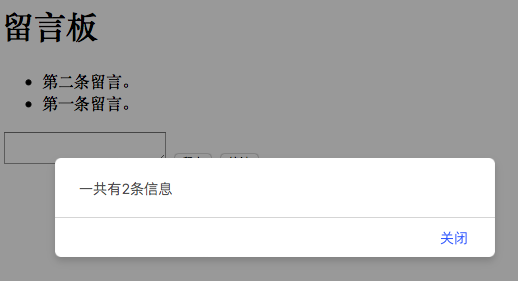 留言板
第二条留言。
第一条留言。
一共有2条信息
关闭